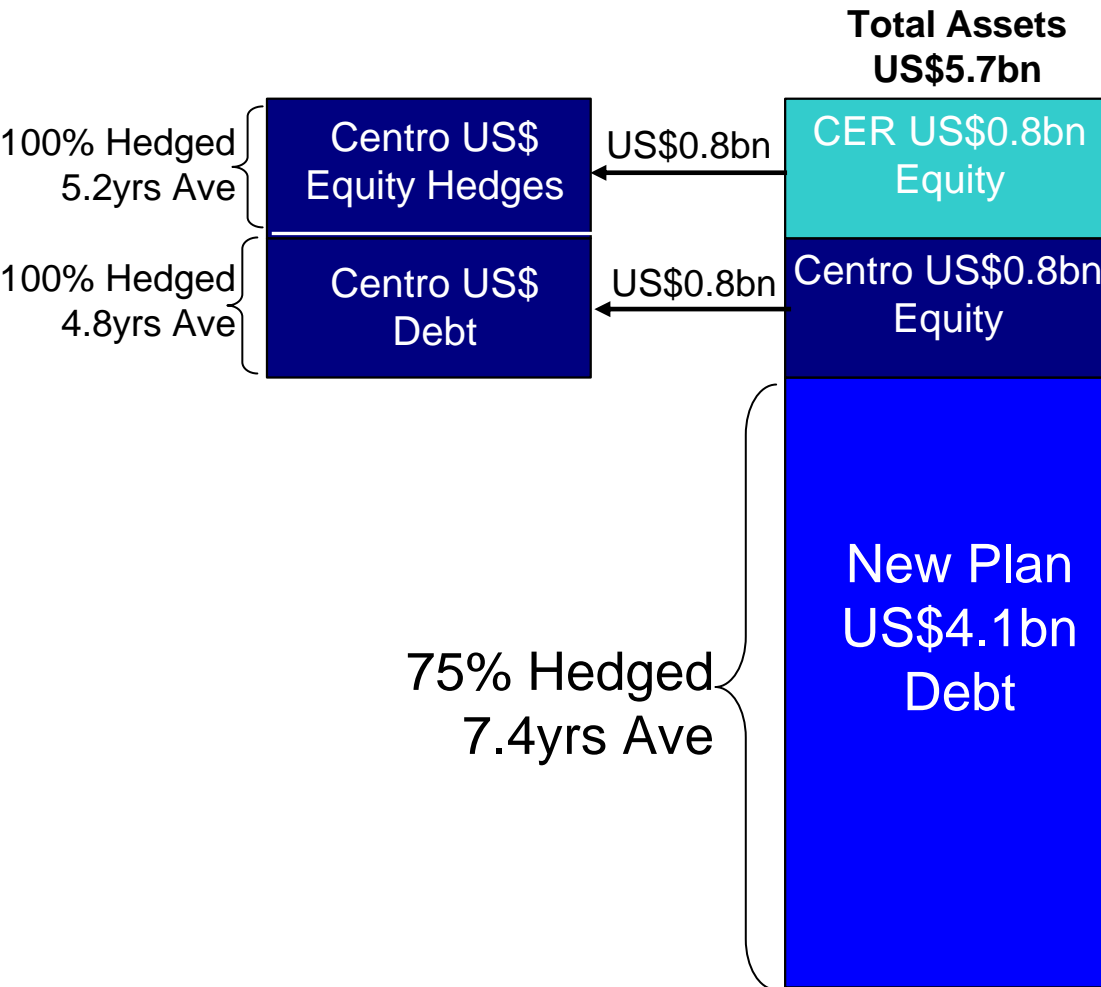 Total Assets
US$5.7bn
100% Hedged
5.2yrs Ave
Centro US$
Equity Hedges
US$0.8bn
CER US$0.8bn
Equity
100% Hedged
4.8yrs Ave
Centro US$
Debt
US$0.8bn
Centro US$0.8bn
Equity
75% Hedged
7.4yrs Ave
New Plan
US$4.1bn
Debt